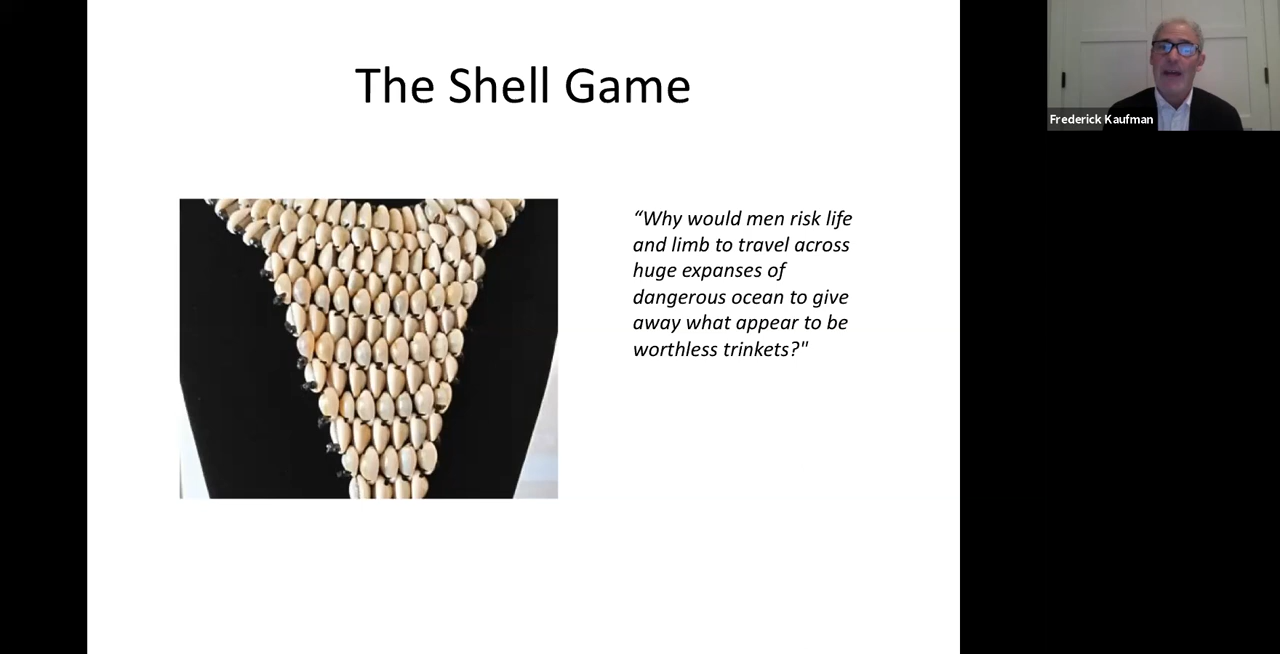 The Shell Game
“Why would men risk life
and limb to travel across
huge expanses of
dangerous ocean to give
away what appear to be
worthless trinkets?"
Frederick Kaufman